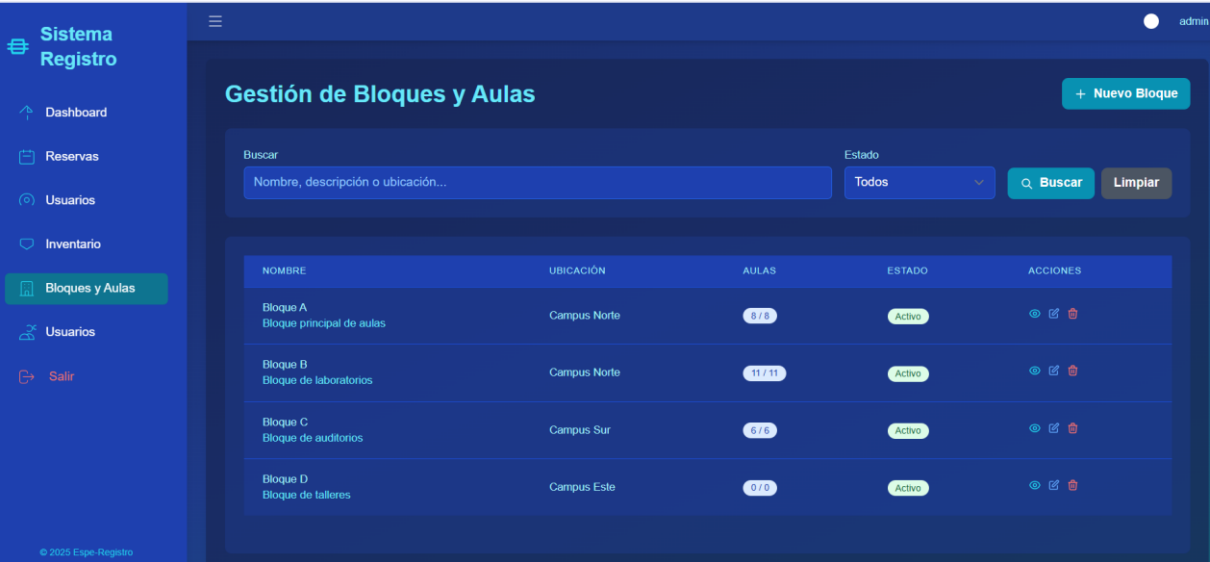 Sistema
Registro
Dashboard
Reservas
Usuarios
Inventario
Bloques y Aulas
Usuarios
Salir
© 2025 Espe-Registro
admin
Gestión de Bloques y Aulas
+ Nuevo Bloque
Buscar
Estado
Nombre, descripción o ubicación...
Todos
Buscar
Limpiar
NOMBRE UBICACIÓN AULAS ESTADO ACCIONES
Bloque A
Bloque principal de aulas
Campus Norte
8 / 8
Activo
Bloque B
Bloque de laboratorios
Campus Norte
11 / 11
Activo
Bloque C
Bloque de auditorios
Campus Sur
6 / 6
Activo
Bloque D
Bloque de talleres
Campus Este
0 / 0
Activo